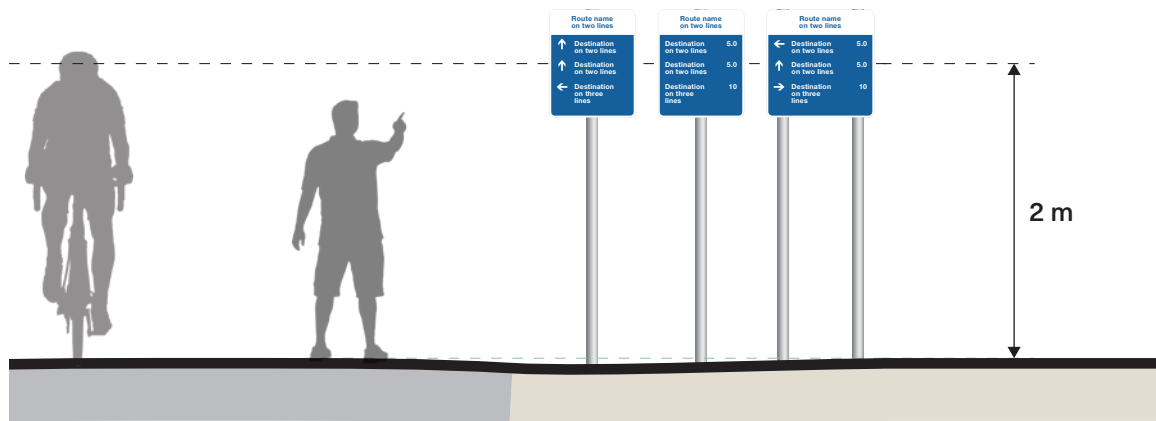 Route name
on two lines
↑ Destination
on two lines
↑ Destination
on two lines
← Destination
on three
lines
Route name
on two lines
Destination 5.0
on two lines
Destination 5.0
on two lines
Destination 10
on three
lines
Route name
on two lines
← Destination 5.0
on two lines
↑ Destination 5.0
on two lines
→ Destination 10
on three
lines
2 m